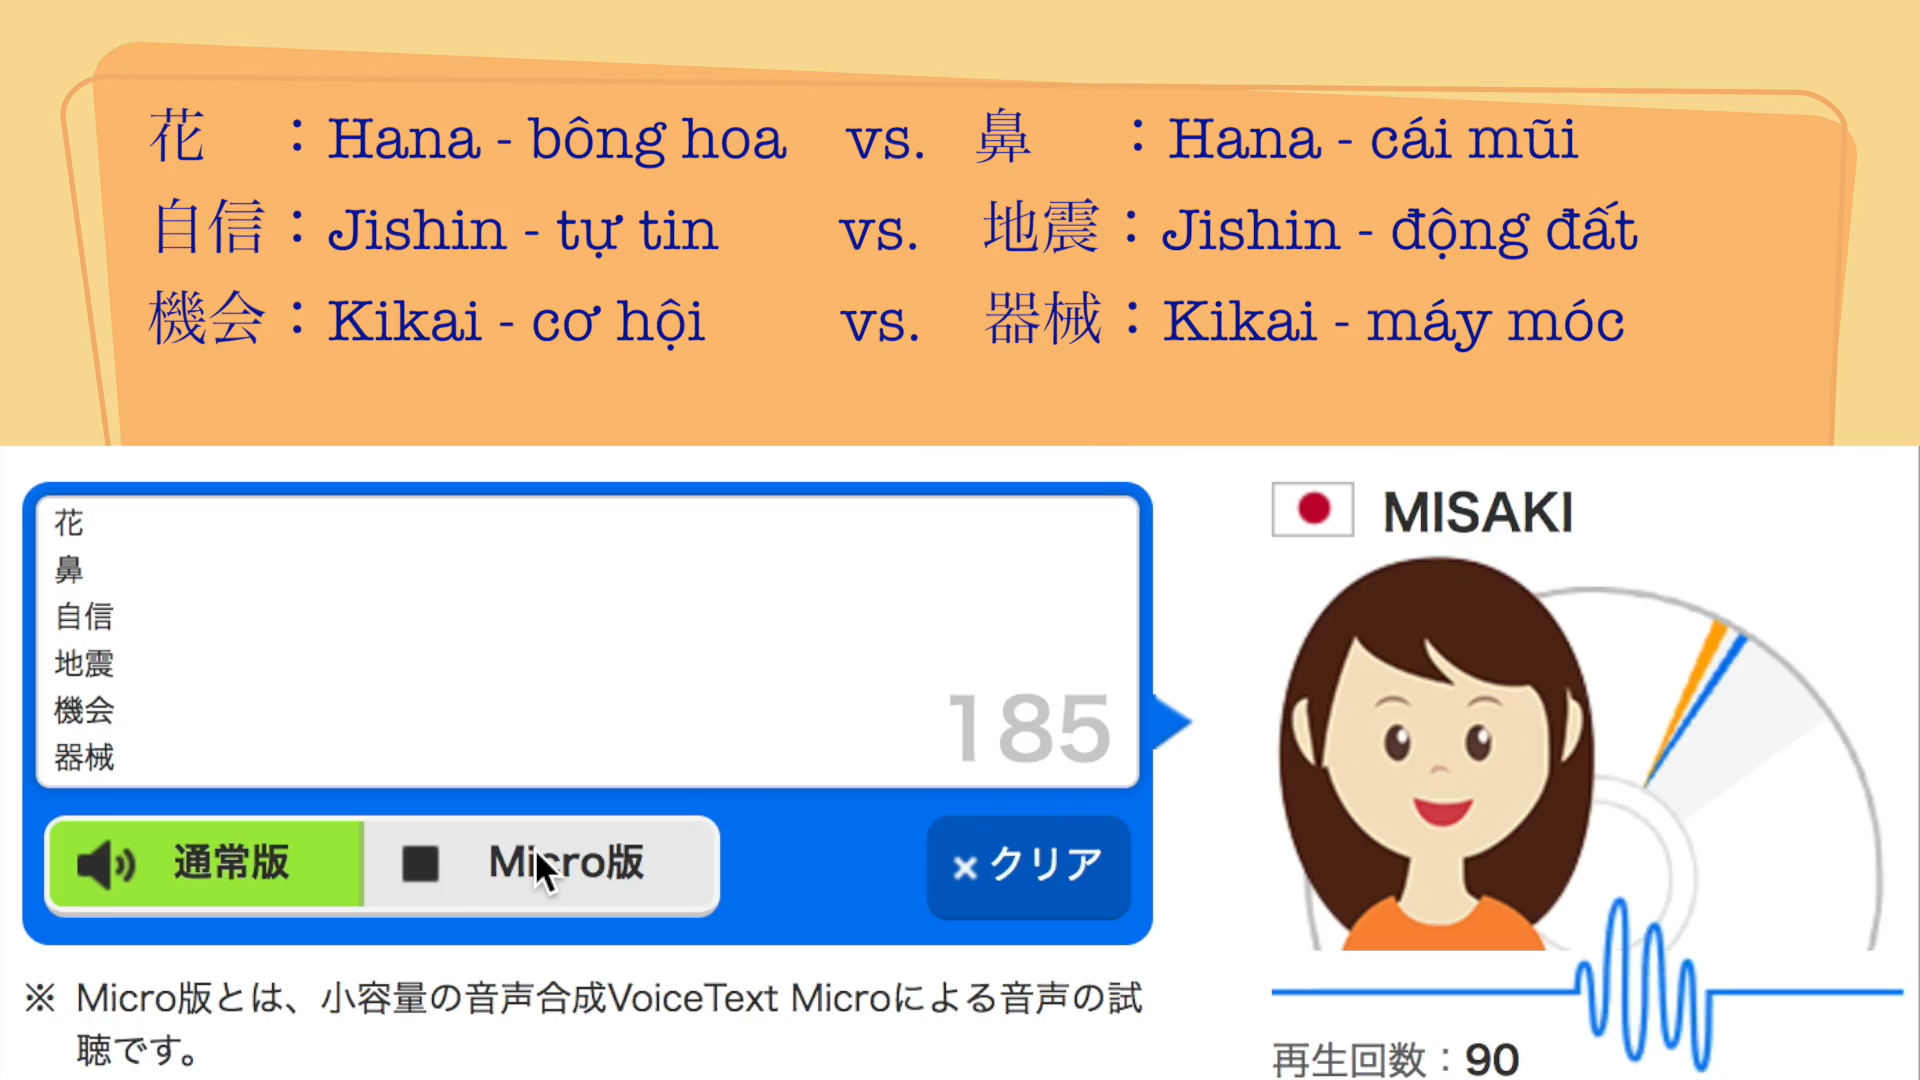 花　：Hana - bông hoa vs. 鼻　：Hana - cái mũi
自信：Jishin - tự tin vs. 地震：Jishin - động đất
機会：Kikai - cơ hội vs. 器械：Kikai - máy móc
花
鼻
自信
地震
機会
器械
185
通常版
Micro版
×クリア
※ Micro版とは、小容量の音声合成VoiceText Microによる音声の試
聴です。
MISAKI
再生回数：90